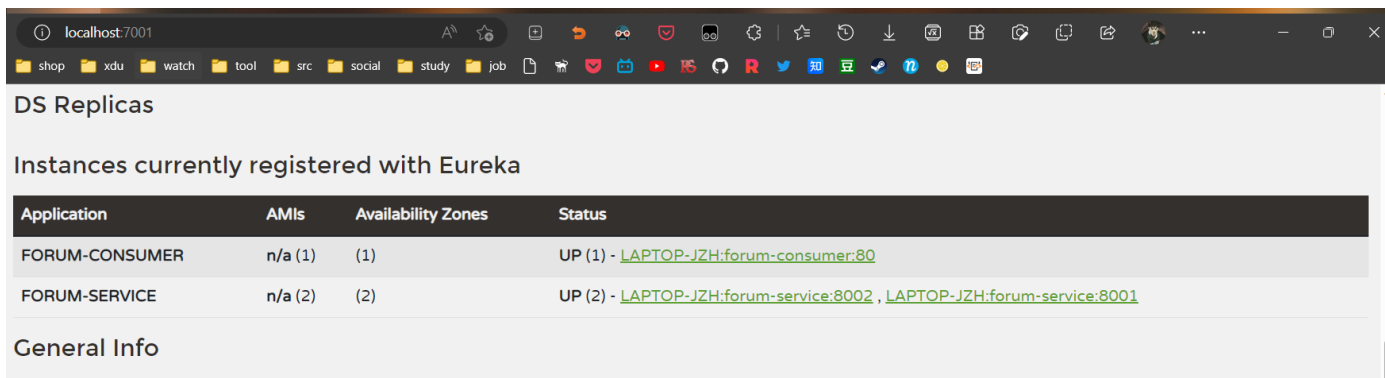 localhost:7001
shop xdu watch tool src social study job
DS Replicas
Instances currently registered with Eureka
Application AMIs Availability Zones Status
FORUM-CONSUMER n/a (1) (1) UP (1) - LAPTOP-JZH:forum-consumer:80
FORUM-SERVICE n/a (2) (2) UP (2) - LAPTOP-JZH:forum-service:8002 , LAPTOP-JZH:forum-service:8001
General Info